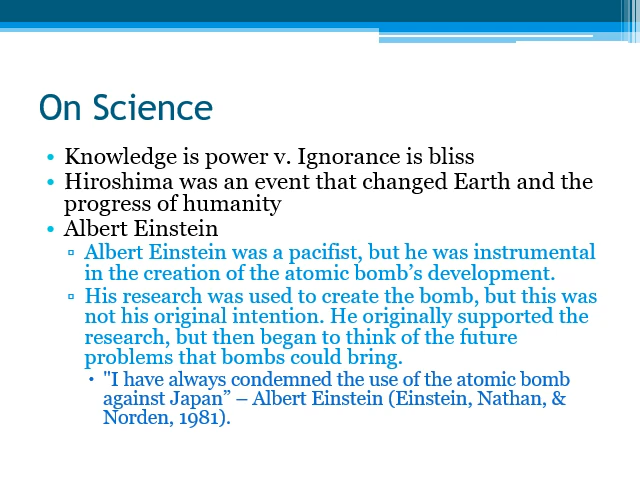 On Science
• Knowledge is power v. Ignorance is bliss
• Hiroshima was an event that changed Earth and the
progress of humanity
• Albert Einstein
▫ Albert Einstein was a pacifist, but he was instrumental
in the creation of the atomic bomb’s development.
▫ His research was used to create the bomb, but this was
not his original intention. He originally supported the
research, but then began to think of the future
problems that bombs could bring.
• "I have always condemned the use of the atomic bomb
against Japan” – Albert Einstein (Einstein, Nathan, &
Norden, 1981).